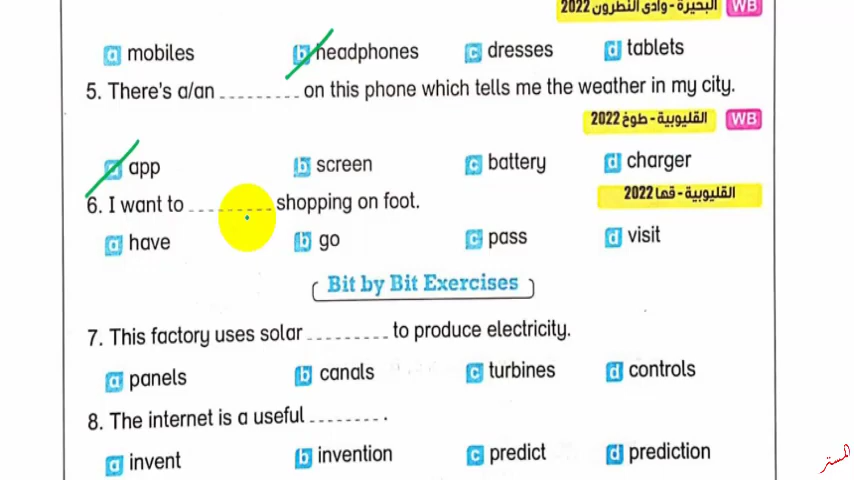 البحيرة - وادى النطرون 2022 WB
a mobiles b headphones c dresses d tablets
5. There's a/an _ _ _ _ _ _ _ _ _ on this phone which tells me the weather in my city.
القليوبية - طوخ 2022 WB
a app b screen c battery d charger
6. I want to _ _ _ _ _ _ _ _ _ shopping on foot.
القليوبية - قها 2022
a have b go c pass d visit
Bit by Bit Exercises
7. This factory uses solar _ _ _ _ _ _ _ _ _ to produce electricity.
a panels b canals c turbines d controls
8. The internet is a useful _ _ _ _ _ _ _ _ .
a invent b invention c predict d prediction
المستر